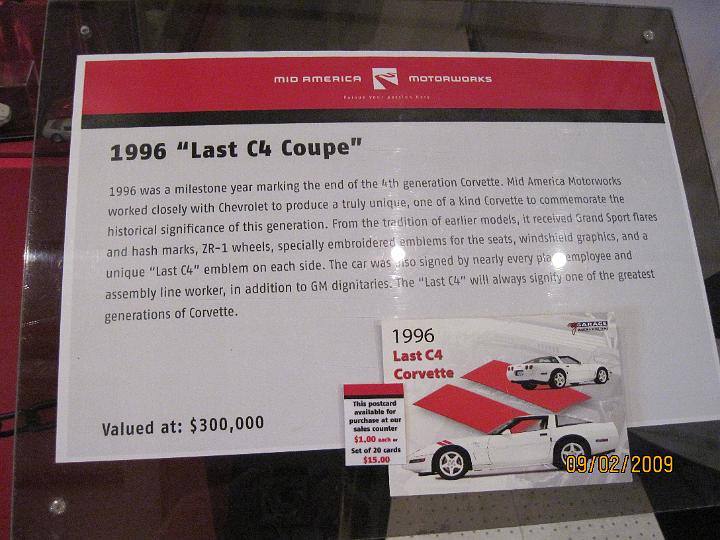 MID AMERICA MOTORWORKS
Pursue Your Passion Here
1996 “Last C4 Coupe”
1996 was a milestone year marking the end of the 4th generation Corvette. Mid America Motorworks
worked closely with Chevrolet to produce a truly unique, one of a kind Corvette to commemorate the
historical significance of this generation. From the tradition of earlier models, it received Grand Sport flares
and hash marks, ZR-1 wheels, specially embroidered emblems for the seats, windshield graphics, and a
unique “Last C4” emblem on each side. The car was also signed by nearly every plant employee and
assembly line worker, in addition to GM dignitaries. The “Last C4” will always signify one of the greatest
generations of Corvette.
Valued at: $300,000
This postcard
available for
purchase at our
sales counter
$1.00 each or
Set of 20 cards
$15.00
GARAGE
1996
Last C4
Corvette
09/02/2009